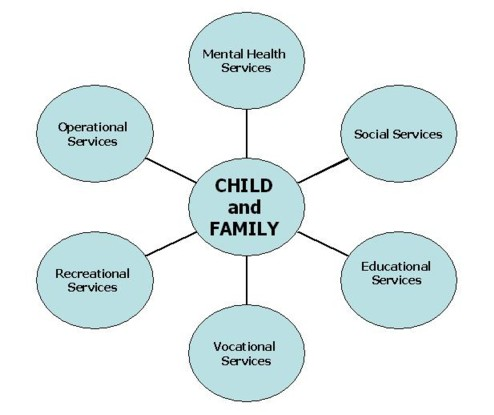 Mental Health
Services
Operational
Services
Social Services
CHILD
and
FAMILY
Recreational
Services
Educational
Services
Vocational
Services